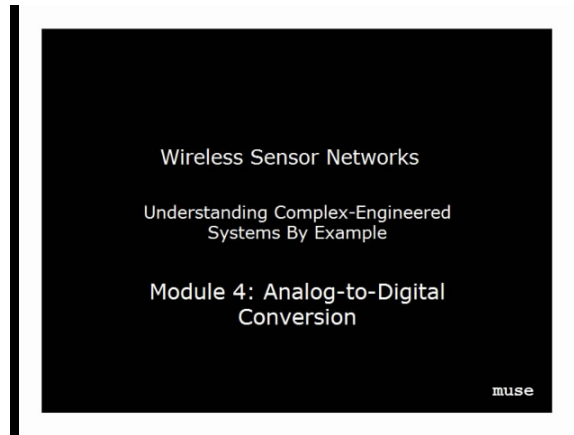 Wireless Sensor Networks
Understanding Complex-Engineered
Systems By Example
Module 4: Analog-to-Digital
Conversion
muse